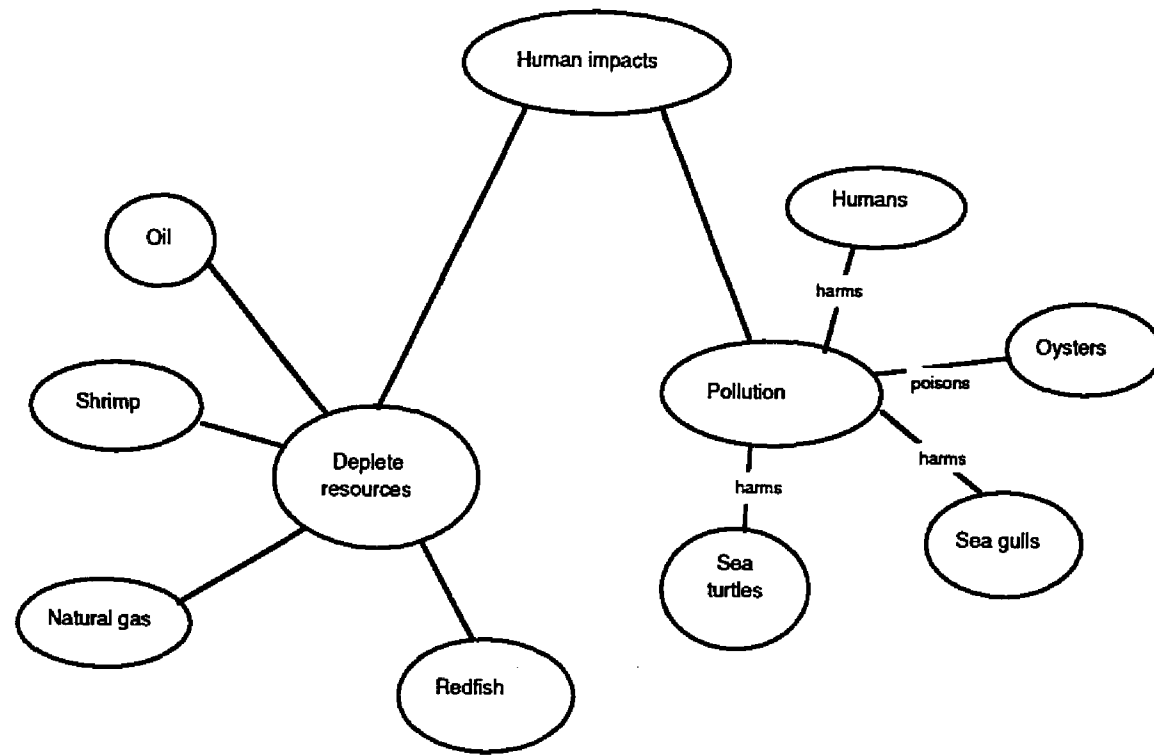 Human impacts
Humans
Oil
harms
Oysters
Shrimp
Pollution
poisons
Deplete
resources
harms
harms
Sea gulls
Sea
turtles
Natural gas
Redfish